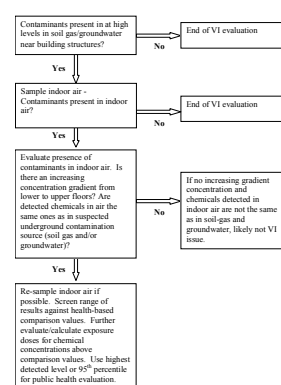 Contaminants present in at high
levels in soil gas/groundwater
near building structures?
No
End of VI evaluation
Yes
Sample indoor air -
Contaminants present in indoor
air?
No
End of VI evaluation
Yes
Evaluate presence of
contaminants in indoor air. Is
there an increasing
concentration gradient from
lower to upper floors? Are
detected chemicals in air the
same ones as in suspected
underground contamination
source (soil gas and/or
groundwater)?
No
If no increasing gradient
concentration and
chemicals detected in
indoor air are not the same
as in soil-gas and
groundwater, likely not VI
issue.
Yes
Re-sample indoor air if
possible. Screen range of
results against health-based
comparison values. Further
evaluate/calculate exposure
doses for chemical
concentrations above
comparison values. Use highest
detected level or 95th percentile
for public health evaluation.